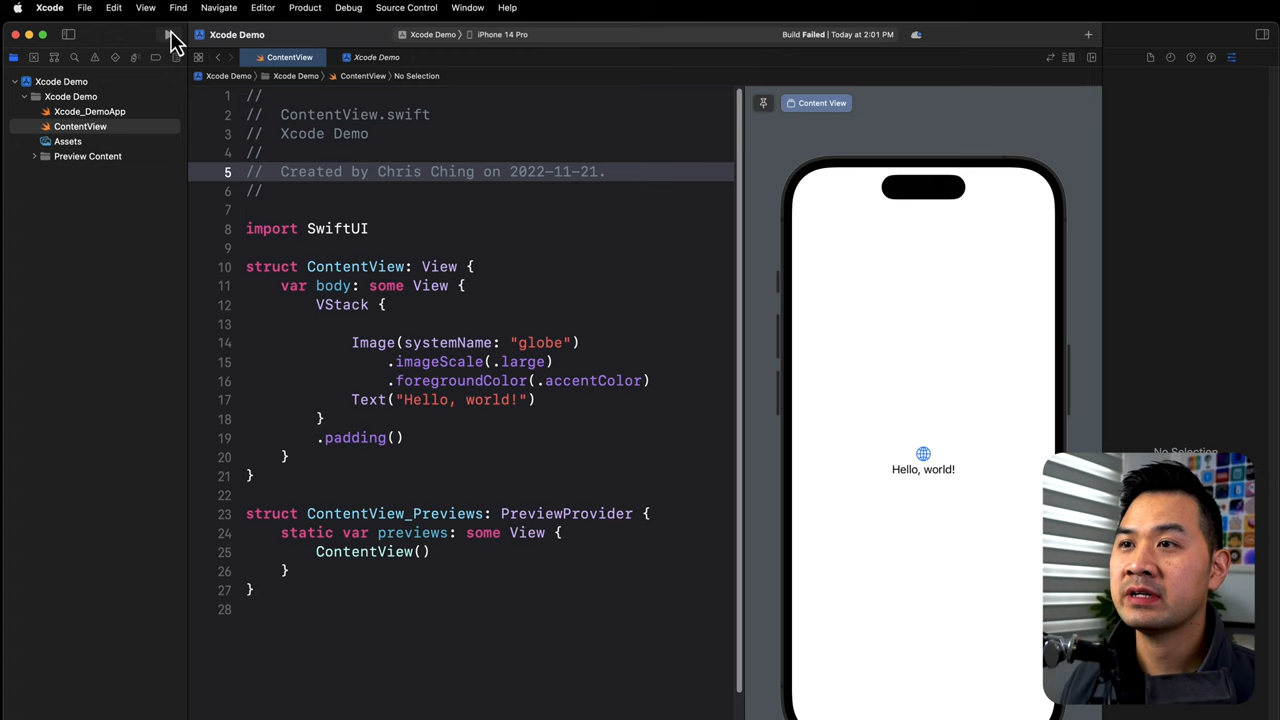 Xcode File Edit View Find Navigate Editor Product Debug Source Control Window Help
Xcode Demo
Xcode Demo 〉 iPhone 14 Pro
Build Failed | Today at 2:01 PM
ContentView
Xcode Demo
Xcode Demo 〉 Xcode Demo 〉 ContentView 〉 No Selection
Xcode Demo
Xcode Demo
Xcode_DemoApp
ContentView
Assets
Preview Content
1 //
2 // ContentView.swift
3 // Xcode Demo
4 //
5 // Created by Chris Ching on 2022-11-21.
6 //
7
8 import SwiftUI
9
10 struct ContentView: View {
11 var body: some View {
12 VStack {
13
14 Image(systemName: "globe")
15 .imageScale(.large)
16 .foregroundColor(.accentColor)
17 Text("Hello, world!")
18 }
19 .padding()
20 }
21 }
22
23 struct ContentView_Previews: PreviewProvider {
24 static var previews: some View {
25 ContentView()
26 }
27 }
28
Content View
Hello, world!
No Selection